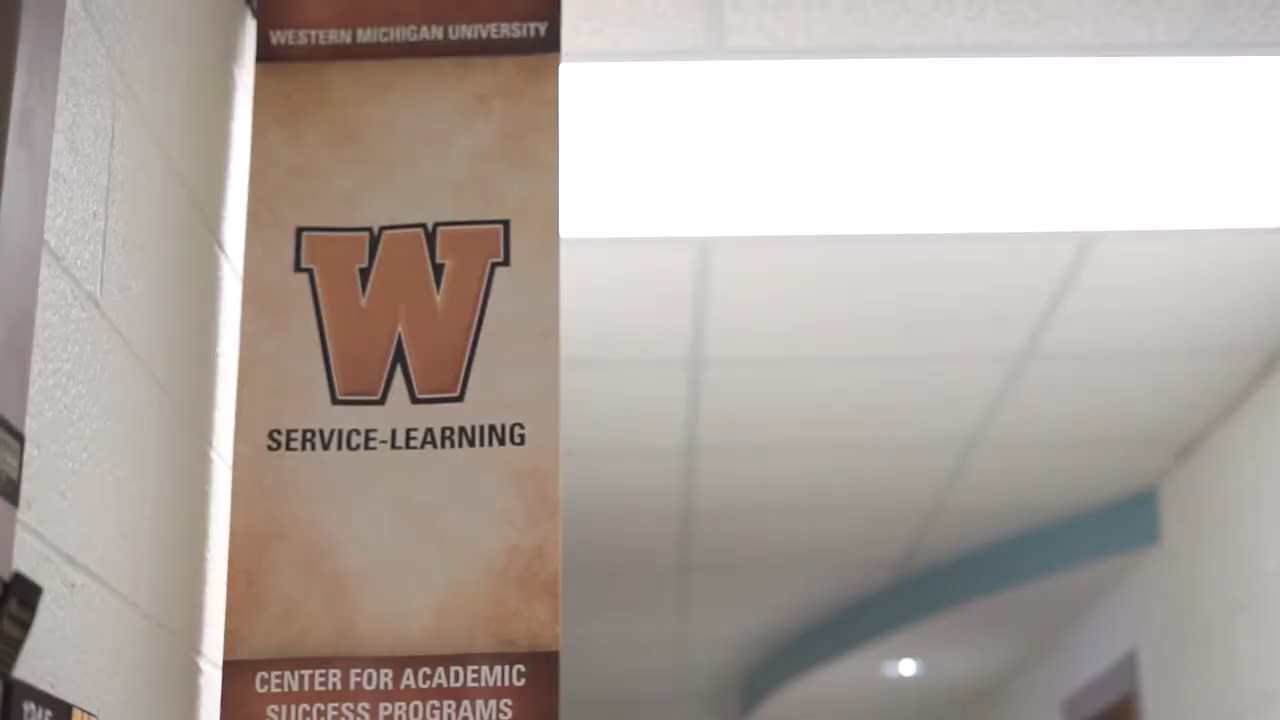 WESTERN MICHIGAN UNIVERSITY
W
SERVICE-LEARNING
CENTER FOR ACADEMIC
SUCCESS PROGRAMS